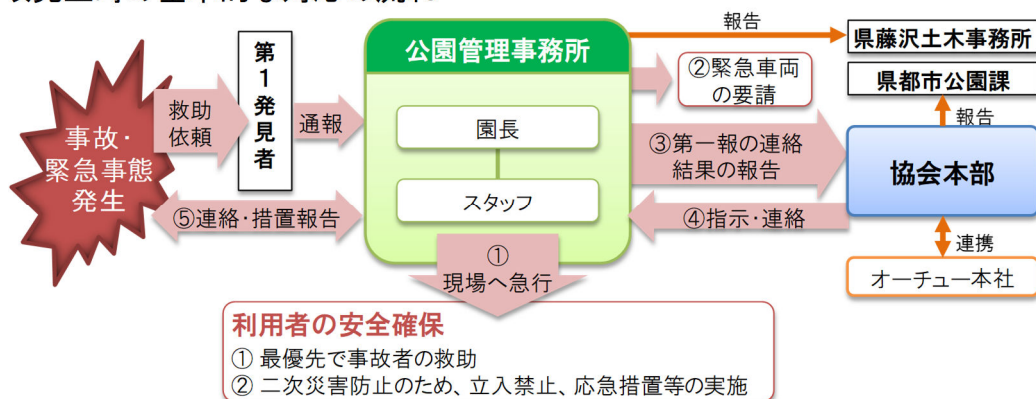 事故・
緊急事態
発生
救助
依頼
第1発見者
通報
公園管理事務所
園長
スタッフ
報告
県藤沢土木事務所
②緊急車両
の要請
県都市公園課
報告
③第一報の連絡
結果の報告
協会本部
④指示・連絡
連携
オーチュー本社
⑤連絡・措置報告
①
現場へ急行
利用者の安全確保
① 最優先で事故者の救助
② 二次災害防止のため、立入禁止、応急措置等の実施